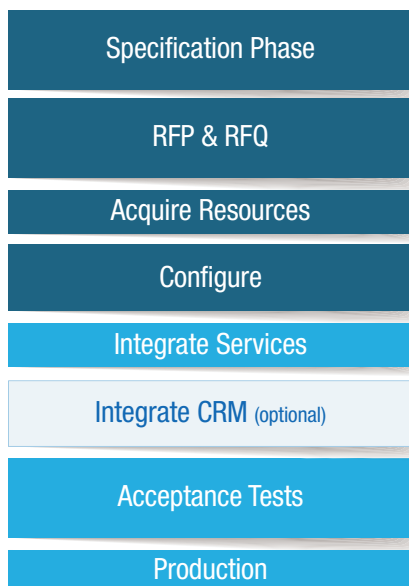 Specification Phase
RFP & RFQ
Acquire Resources
Configure
Integrate Services
Integrate CRM (optional)
Acceptance Tests
Production